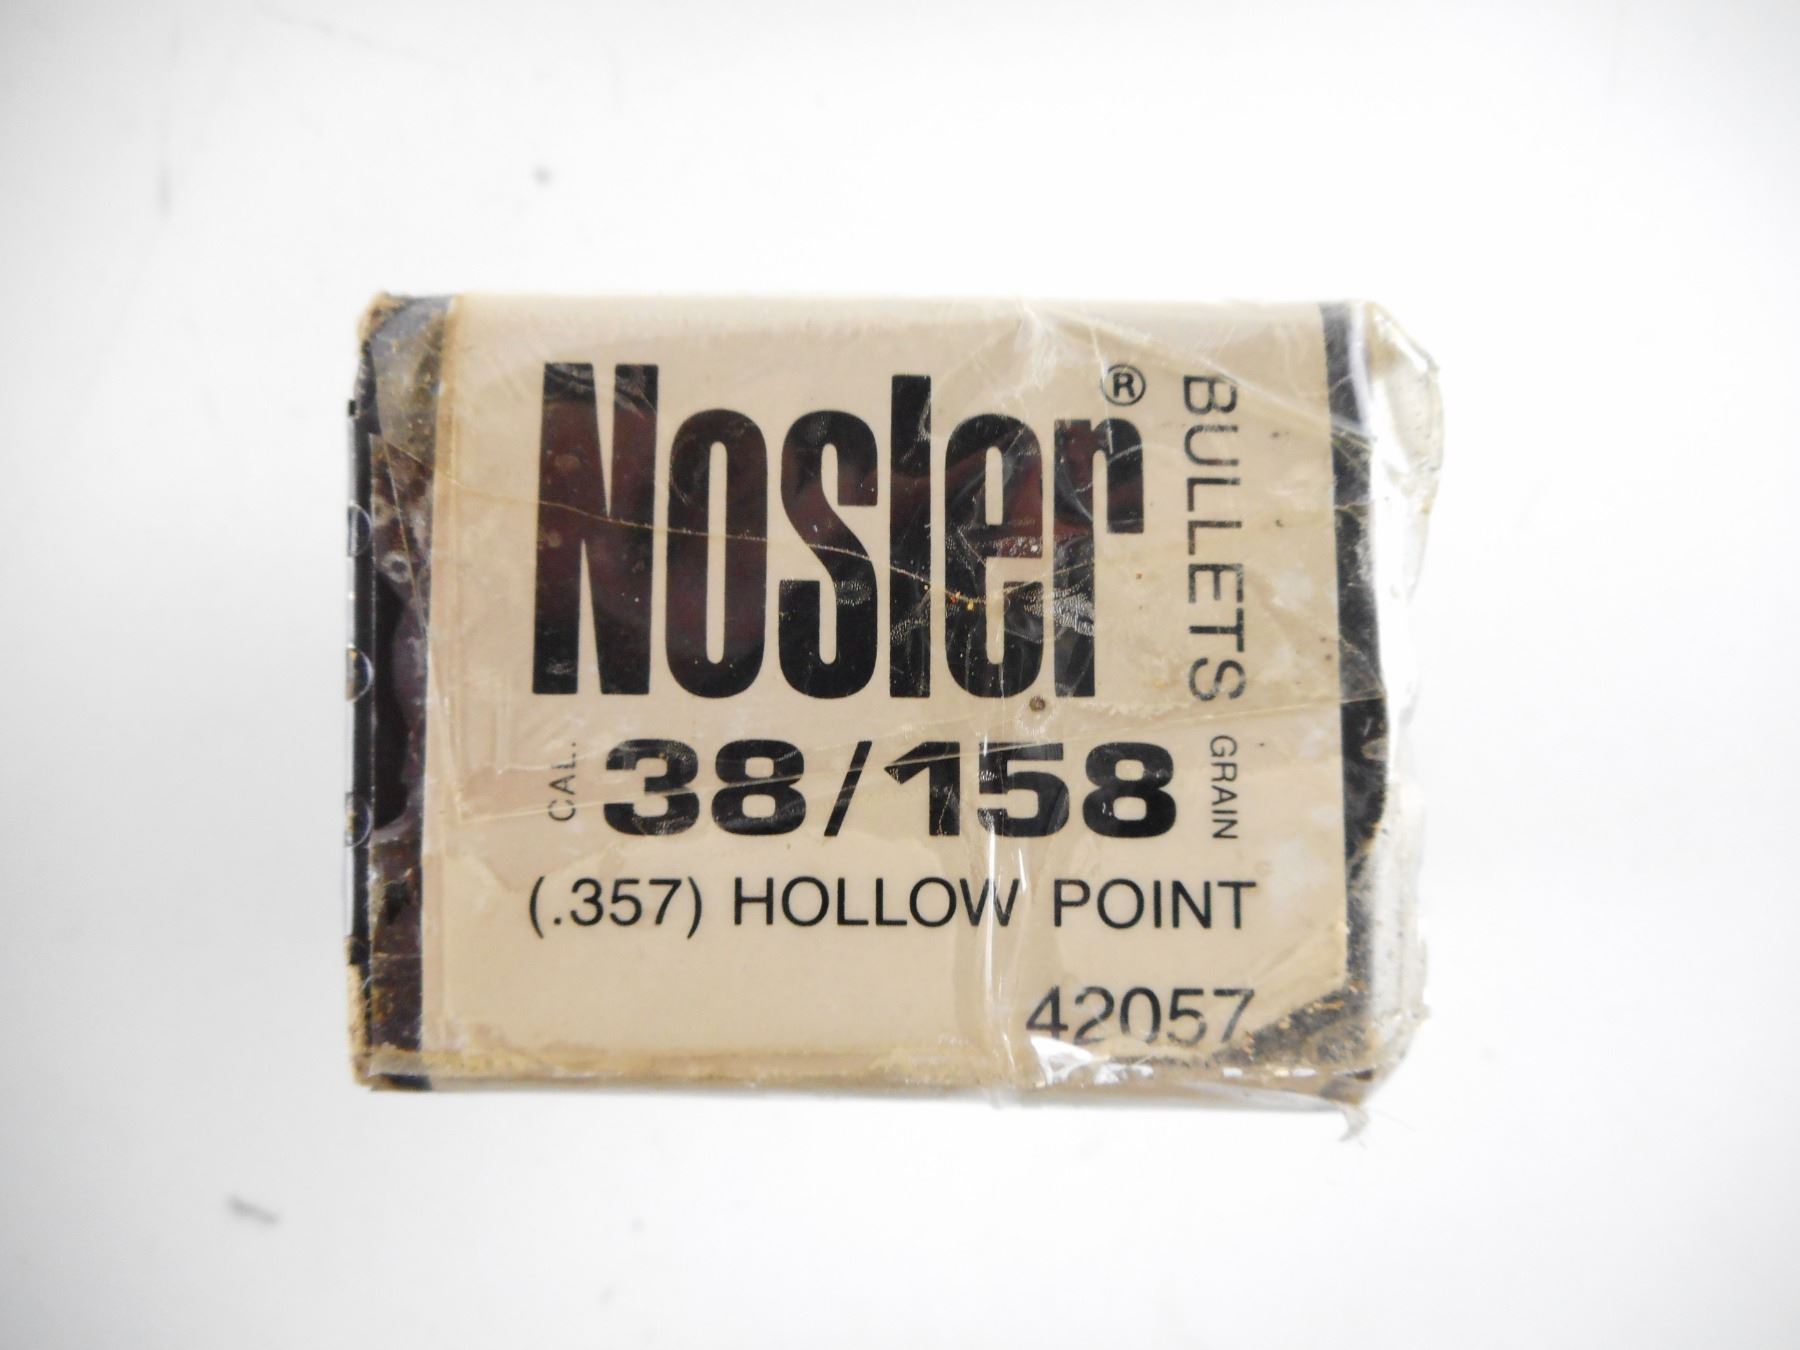 Nosler®
BULLETS
CAL. 38/158 GRAIN
(.357) HOLLOW POINT
42057